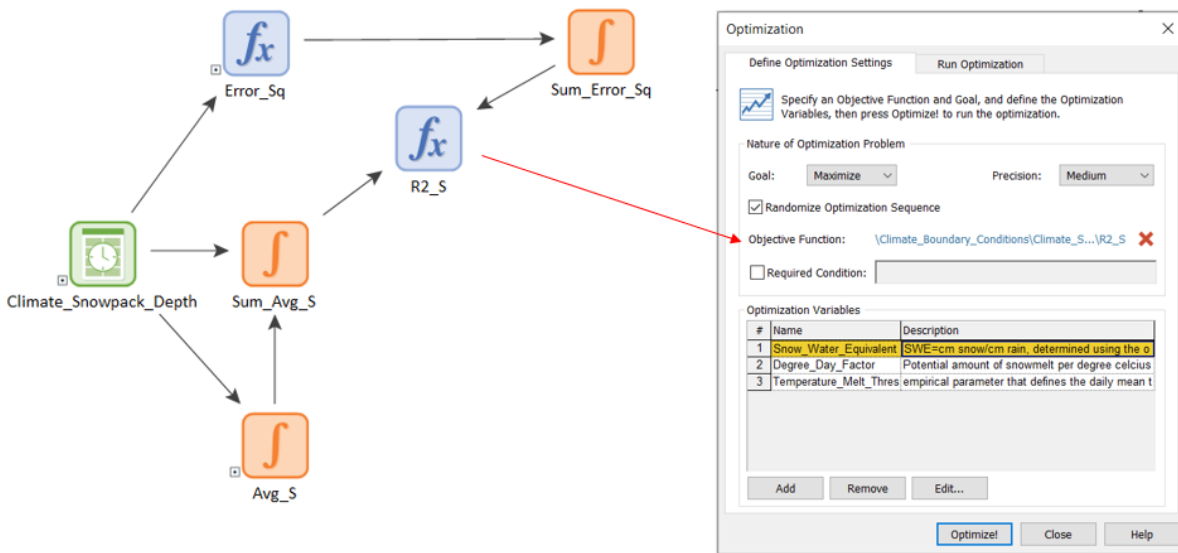 Error_Sq
Sum_Error_Sq
R2_S
Climate_Snowpack_Depth
Sum_Avg_S
Avg_S
Optimization
Define Optimization Settings
Run Optimization
Specify an Objective Function and Goal, and define the Optimization
Variables, then press Optimize! to run the optimization.
Nature of Optimization Problem
Goal: Maximize Precision: Medium
Randomize Optimization Sequence
Objective Function: \Climate_Boundary_Conditions\Climate_S...\R2_S
Required Condition:
Optimization Variables
# Name Description
1 Snow_Water_Equivalent SWE=cm snow/cm rain, determined using the o
2 Degree_Day_Factor Potential amount of snowmelt per degree celcius
3 Temperature_Melt_Thres empirical parameter that defines the daily mean t
Add Remove Edit...
Optimize! Close Help